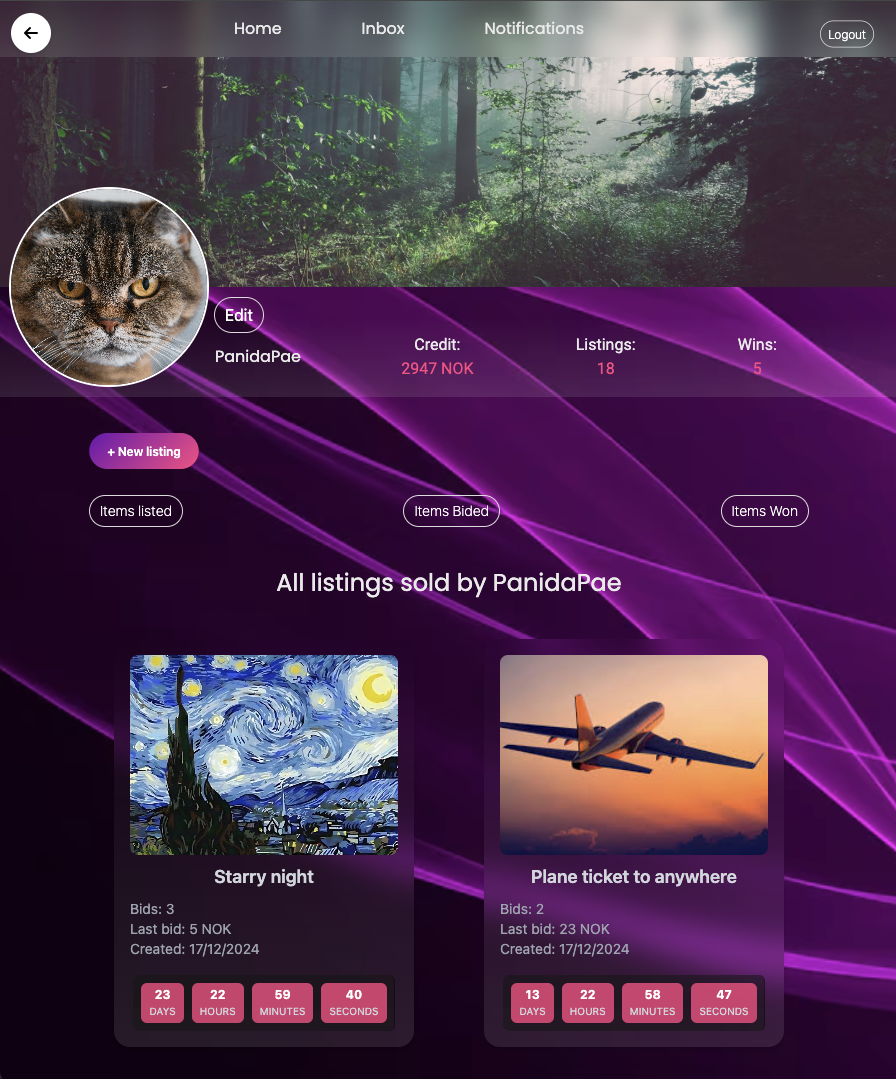 Home Inbox Notifications Logout
Edit
PanidaPae
Credit: Listings: Wins:
2947 NOK 18 5
+ New listing
Items listed Items Bided Items Won
All listings sold by PanidaPae
Starry night
Bids: 3
Last bid: 5 NOK
Created: 17/12/2024
23 22 59 40
DAYS HOURS MINUTES SECONDS
Plane ticket to anywhere
Bids: 2
Last bid: 23 NOK
Created: 17/12/2024
13 22 58 47
DAYS HOURS MINUTES SECONDS